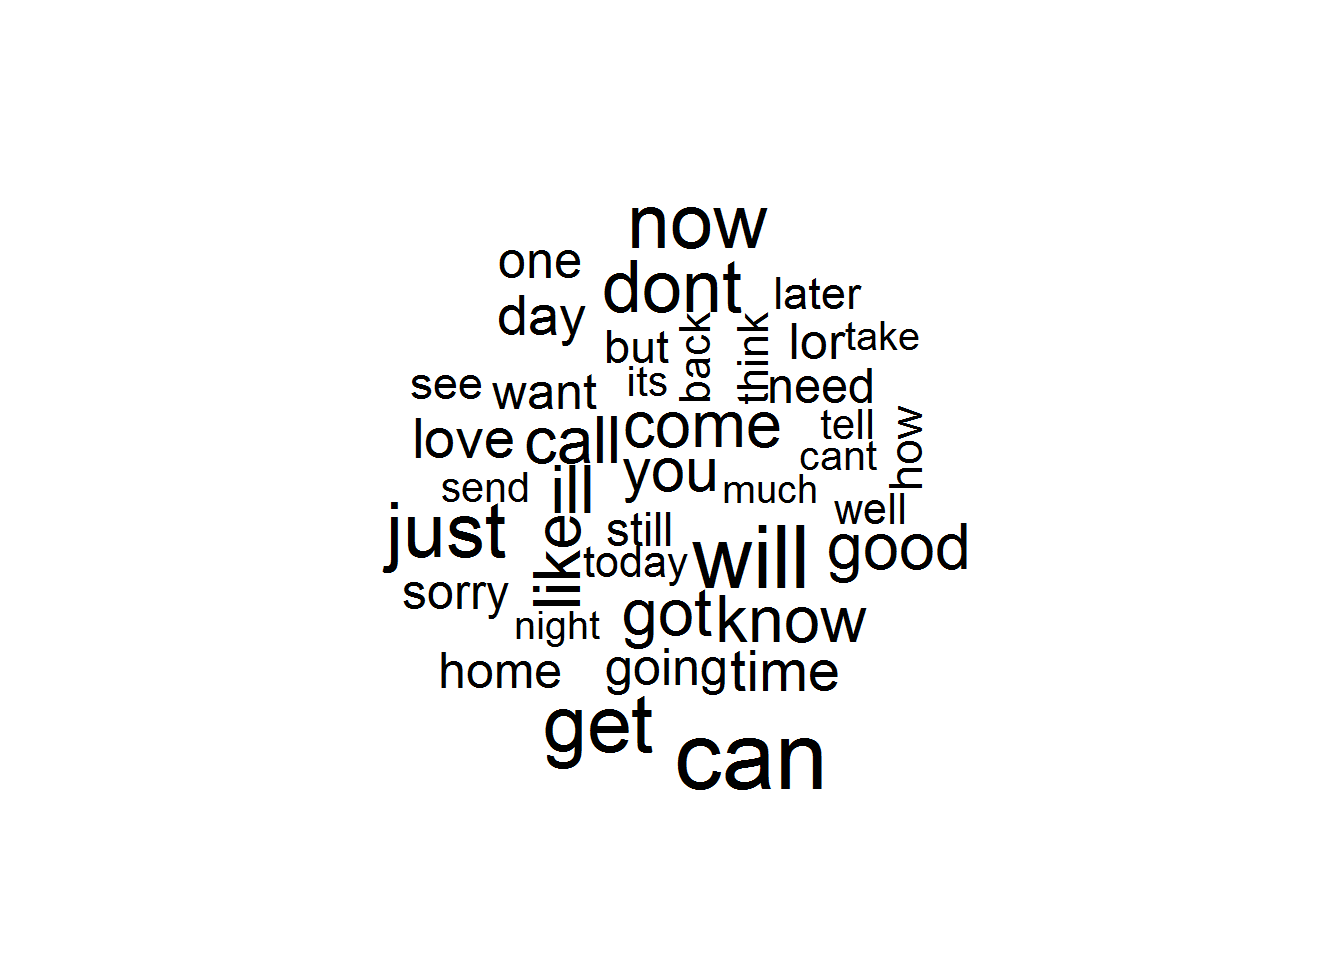 now
one
dont
later
day
but
back
think
lor
take
see
want
its
need
love
call
come
tell
how
cant
send
ill
you
much
well
just
like
still
today
will
good
sorry
night
got
know
home
going
time
get
can